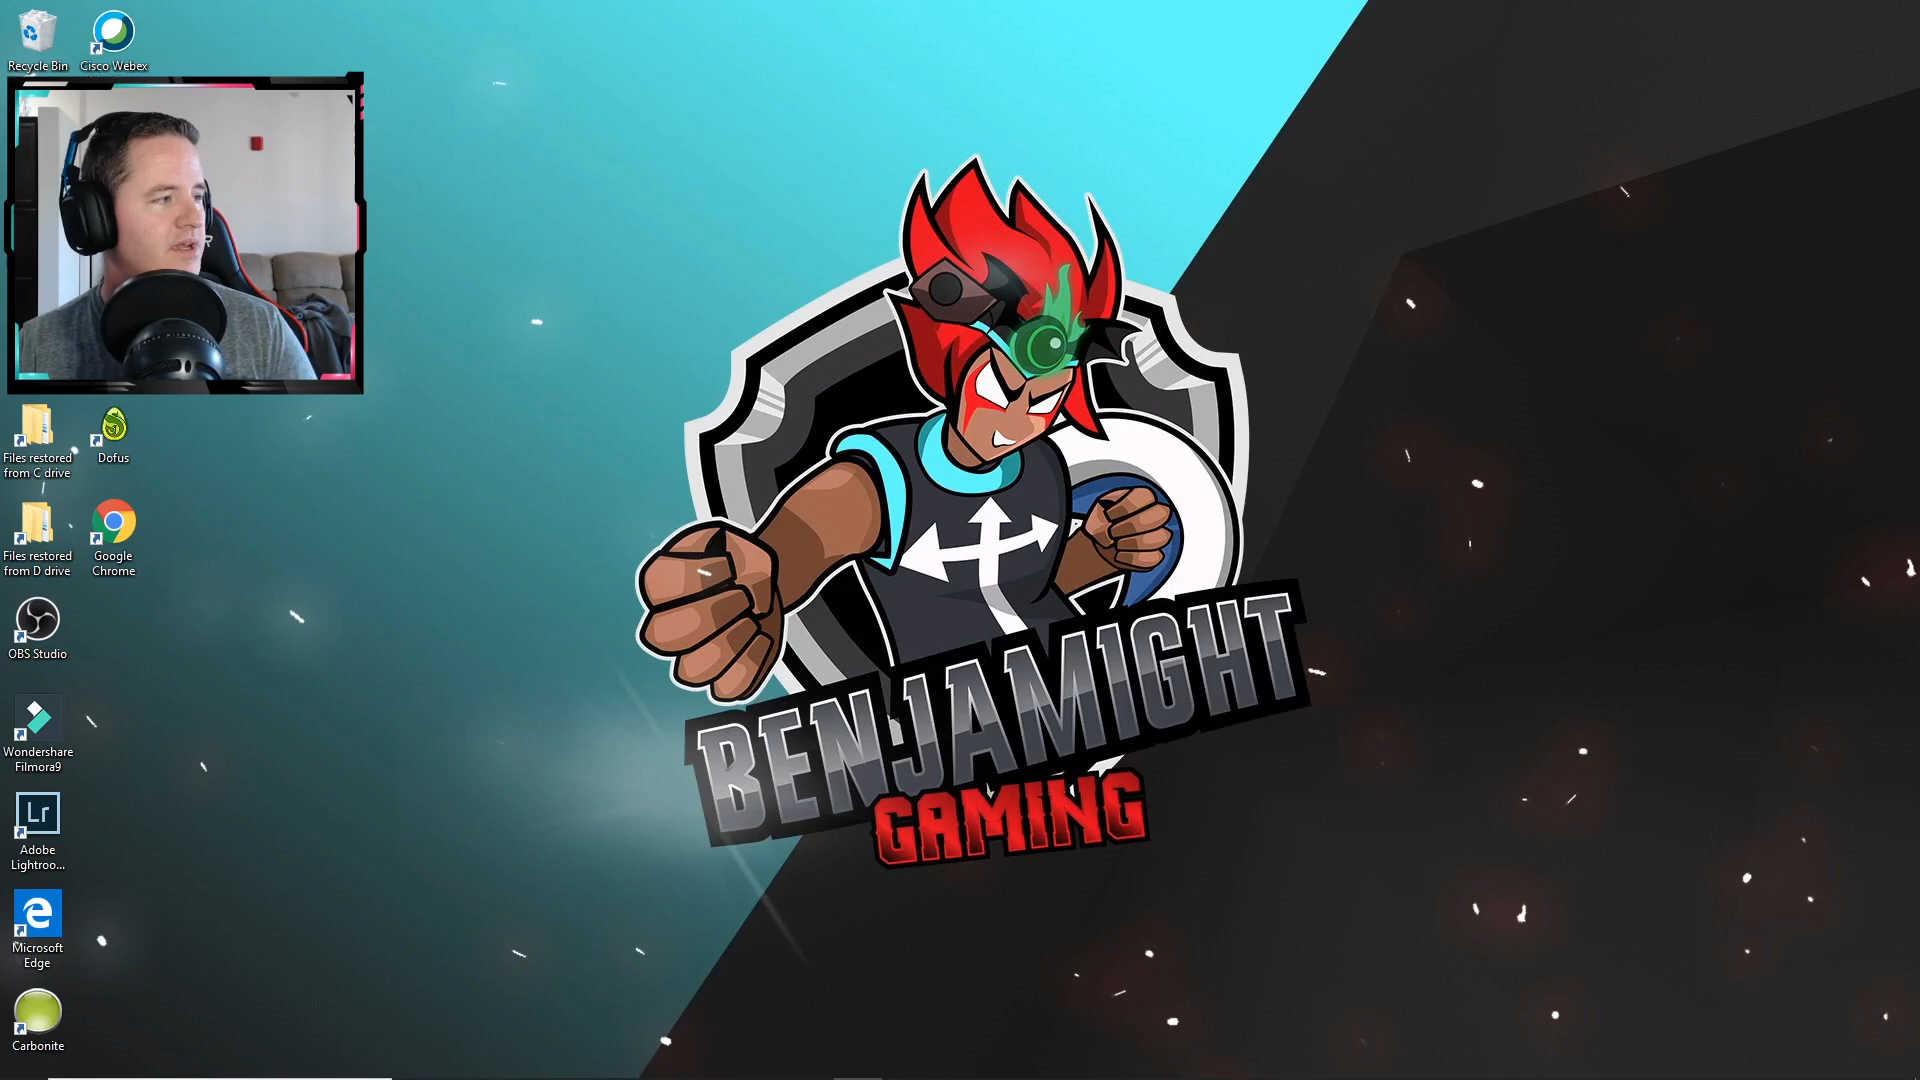 Recycle Bin
Cisco Webex
Files restored
from C drive
Dofus
Files restored
from D drive
Google
Chrome
OBS Studio
Wondershare
Filmora9
Lr
Adobe
Lightroo...
Microsoft
Edge
Carbonite
BENJAMIGHT
GAMING